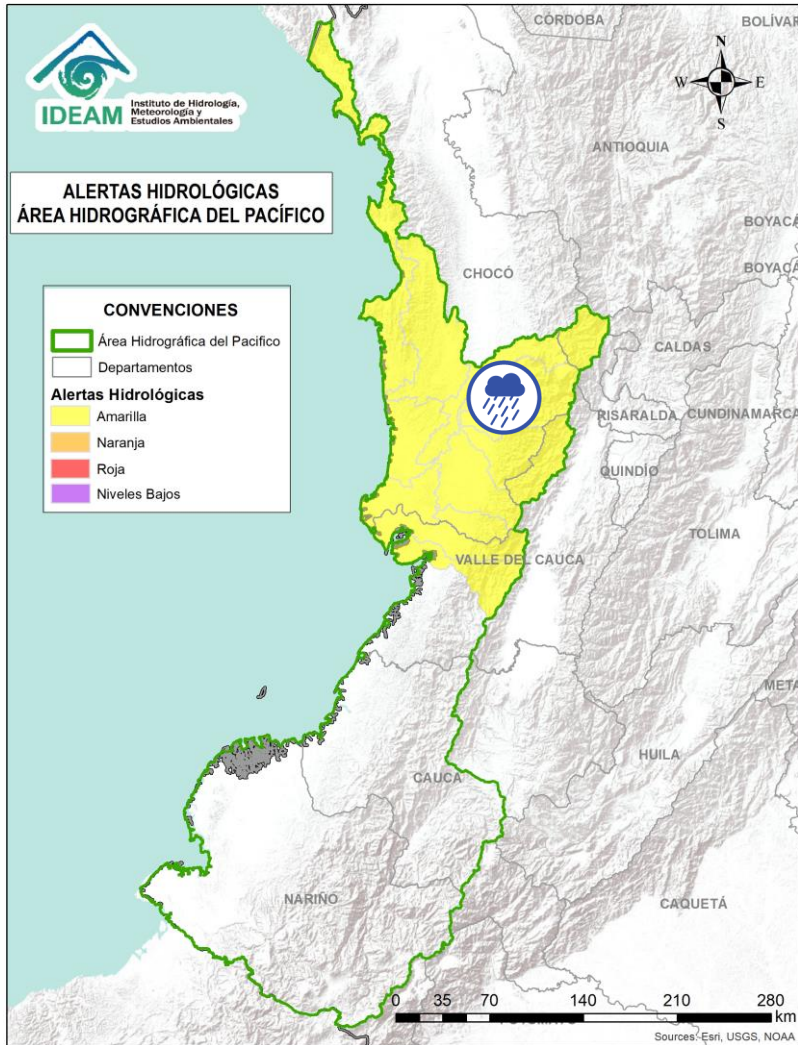 CÓRDOBA
BOLÍVAR
N
W
E
S
IDEAM
Instituto de Hidrología,
Meteorología y
Estudios Ambientales
ANTIOQUIA
ALERTAS HIDROLÓGICAS
ÁREA HIDROGRÁFICA DEL PACÍFICO
BOYACÁ
BOYACÁ
CHOCÓ
CONVENCIONES
Área Hidrográfica del Pacifico
Departamentos
Alertas Hidrológicas
Amarilla
Naranja
Roja
Niveles Bajos
CALDAS
RISARALDA
CUNDINAMARCA
QUINDÍO
TOLIMA
VALLE DEL CAUCA
META
HUILA
CAUCA
NARIÑO
CAQUETÁ
0 35 70 140 210 280
km
Sources: Esri, USGS, NOAA